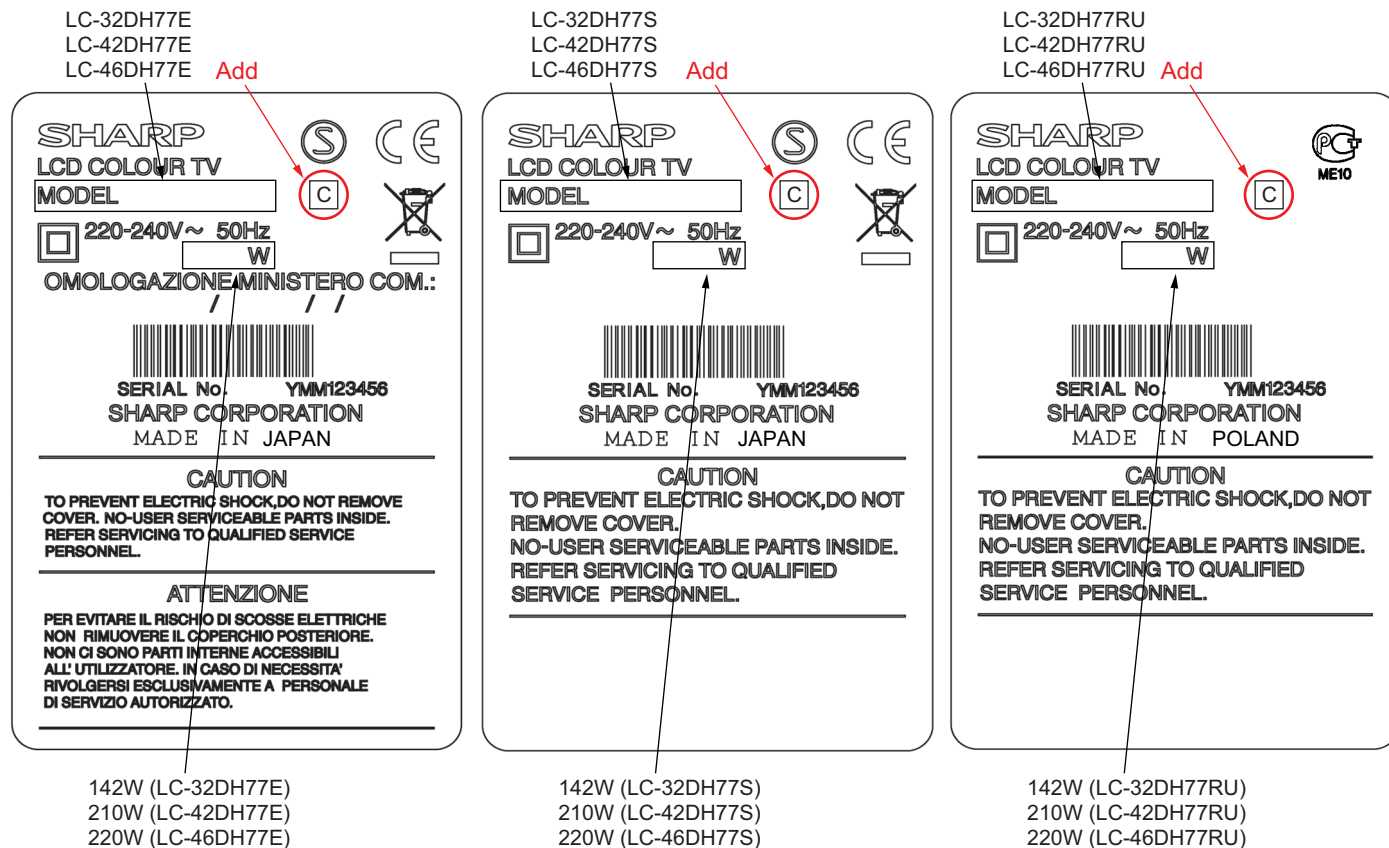 LC-32DH77E
LC-42DH77E
LC-46DH77E
Add
SHARP
S
CE
LCD COLOUR TV
MODEL
C
220-240V~ 50Hz
W
OMOLOGAZIONE MINISTERO COM.:
/ / /
SERIAL No. YMM123456
SHARP CORPORATION
MADE IN JAPAN
CAUTION
TO PREVENT ELECTRIC SHOCK,DO NOT REMOVE
COVER. NO-USER SERVICEABLE PARTS INSIDE.
REFER SERVICING TO QUALIFIED SERVICE
PERSONNEL.
ATTENZIONE
PER EVITARE IL RISCHIO DI SCOSSE ELETTRICHE
NON RIMUOVERE IL COPERCHIO POSTERIORE.
NON CI SONO PARTI INTERNE ACCESSIBILI
ALL' UTILIZZATORE. IN CASO DI NECESSITA'
RIVOLGERSI ESCLUSIVAMENTE A PERSONALE
DI SERVIZIO AUTORIZZATO.
142W (LC-32DH77E)
210W (LC-42DH77E)
220W (LC-46DH77E)
LC-32DH77S
LC-42DH77S
LC-46DH77S
Add
SHARP
S
CE
LCD COLOUR TV
MODEL
C
220-240V~ 50Hz
W
SERIAL No. YMM123456
SHARP CORPORATION
MADE IN JAPAN
CAUTION
TO PREVENT ELECTRIC SHOCK,DO NOT
REMOVE COVER.
NO-USER SERVICEABLE PARTS INSIDE.
REFER SERVICING TO QUALIFIED
SERVICE PERSONNEL.
142W (LC-32DH77S)
210W (LC-42DH77S)
220W (LC-46DH77S)
LC-32DH77RU
LC-42DH77RU
LC-46DH77RU
Add
SHARP
PCT
ME10
LCD COLOUR TV
MODEL
C
220-240V~ 50Hz
W
SERIAL No. YMM123456
SHARP CORPORATION
MADE IN POLAND
CAUTION
TO PREVENT ELECTRIC SHOCK,DO NOT
REMOVE COVER.
NO-USER SERVICEABLE PARTS INSIDE.
REFER SERVICING TO QUALIFIED
SERVICE PERSONNEL.
142W (LC-32DH77RU)
210W (LC-42DH77RU)
220W (LC-46DH77RU)